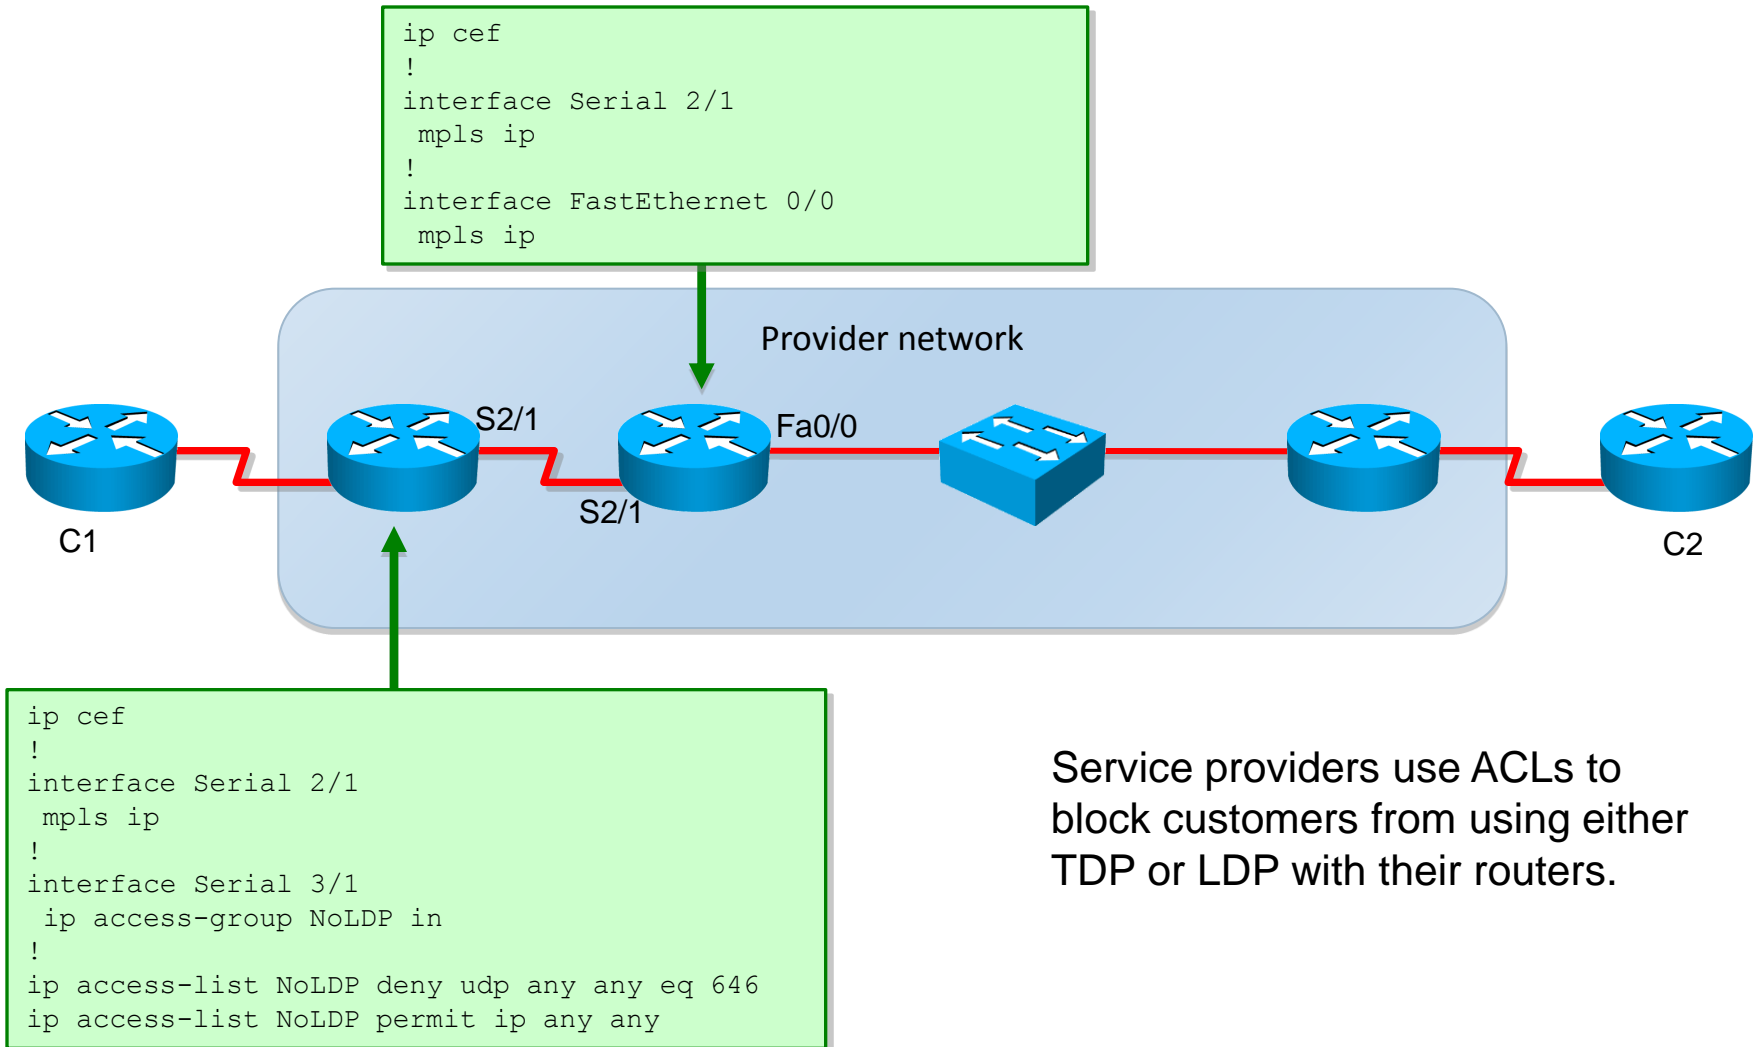 ip cef
!
interface Serial 2/1
 mpls ip
!
interface FastEthernet 0/0
 mpls ip
Provider network
S2/1
Fa0/0
S2/1
C1
C2
ip cef
!
interface Serial 2/1
 mpls ip
!
interface Serial 3/1
 ip access-group NoLDP in
!
ip access-list NoLDP deny udp any any eq 646
ip access-list NoLDP permit ip any any
Service providers use ACLs to
block customers from using either
TDP or LDP with their routers.